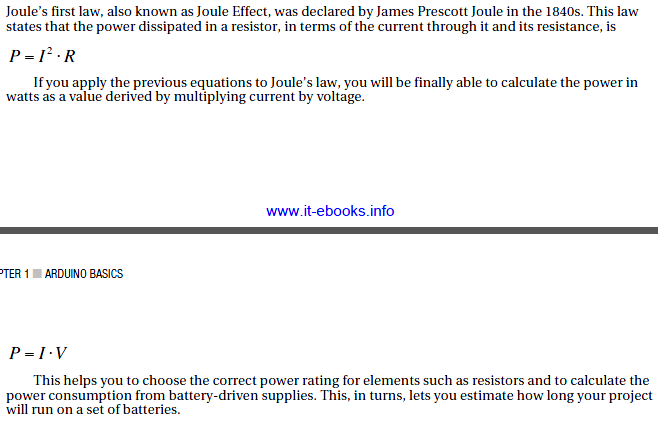 Joule's first law, also known as Joule Effect, was declared by James Prescott Joule in the 1840s. This law
states that the power dissipated in a resistor, in terms of the current through it and its resistance, is
P = I² · R
If you apply the previous equations to Joule's law, you will be finally able to calculate the power in
watts as a value derived by multiplying current by voltage.
www.it-ebooks.info
PTER 1 ■ ARDUINO BASICS
P = I · V
This helps you to choose the correct power rating for elements such as resistors and to calculate the
power consumption from battery-driven supplies. This, in turns, lets you estimate how long your project
will run on a set of batteries.